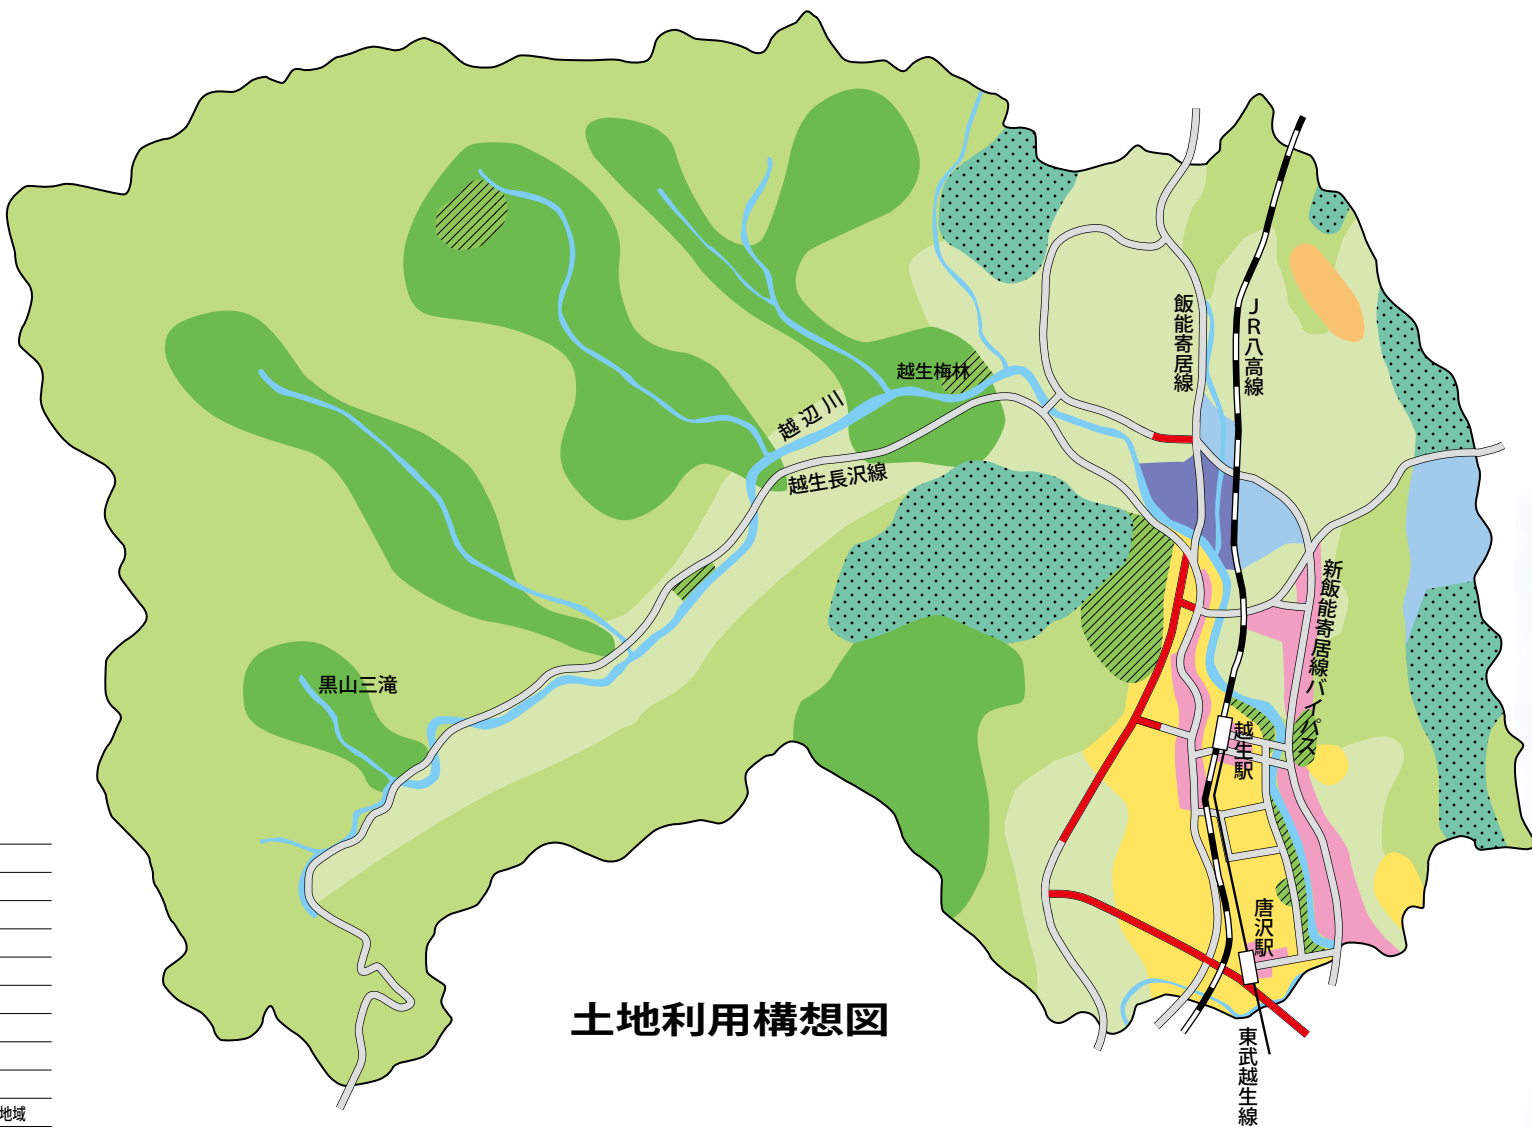 飯能寄居線
JR八高線
越生梅林
越辺川
越生長沢線
新飯能寄居線バイパス
黒山三滝
越生駅
唐沢駅
土地利用構想図
東武越生線
地域